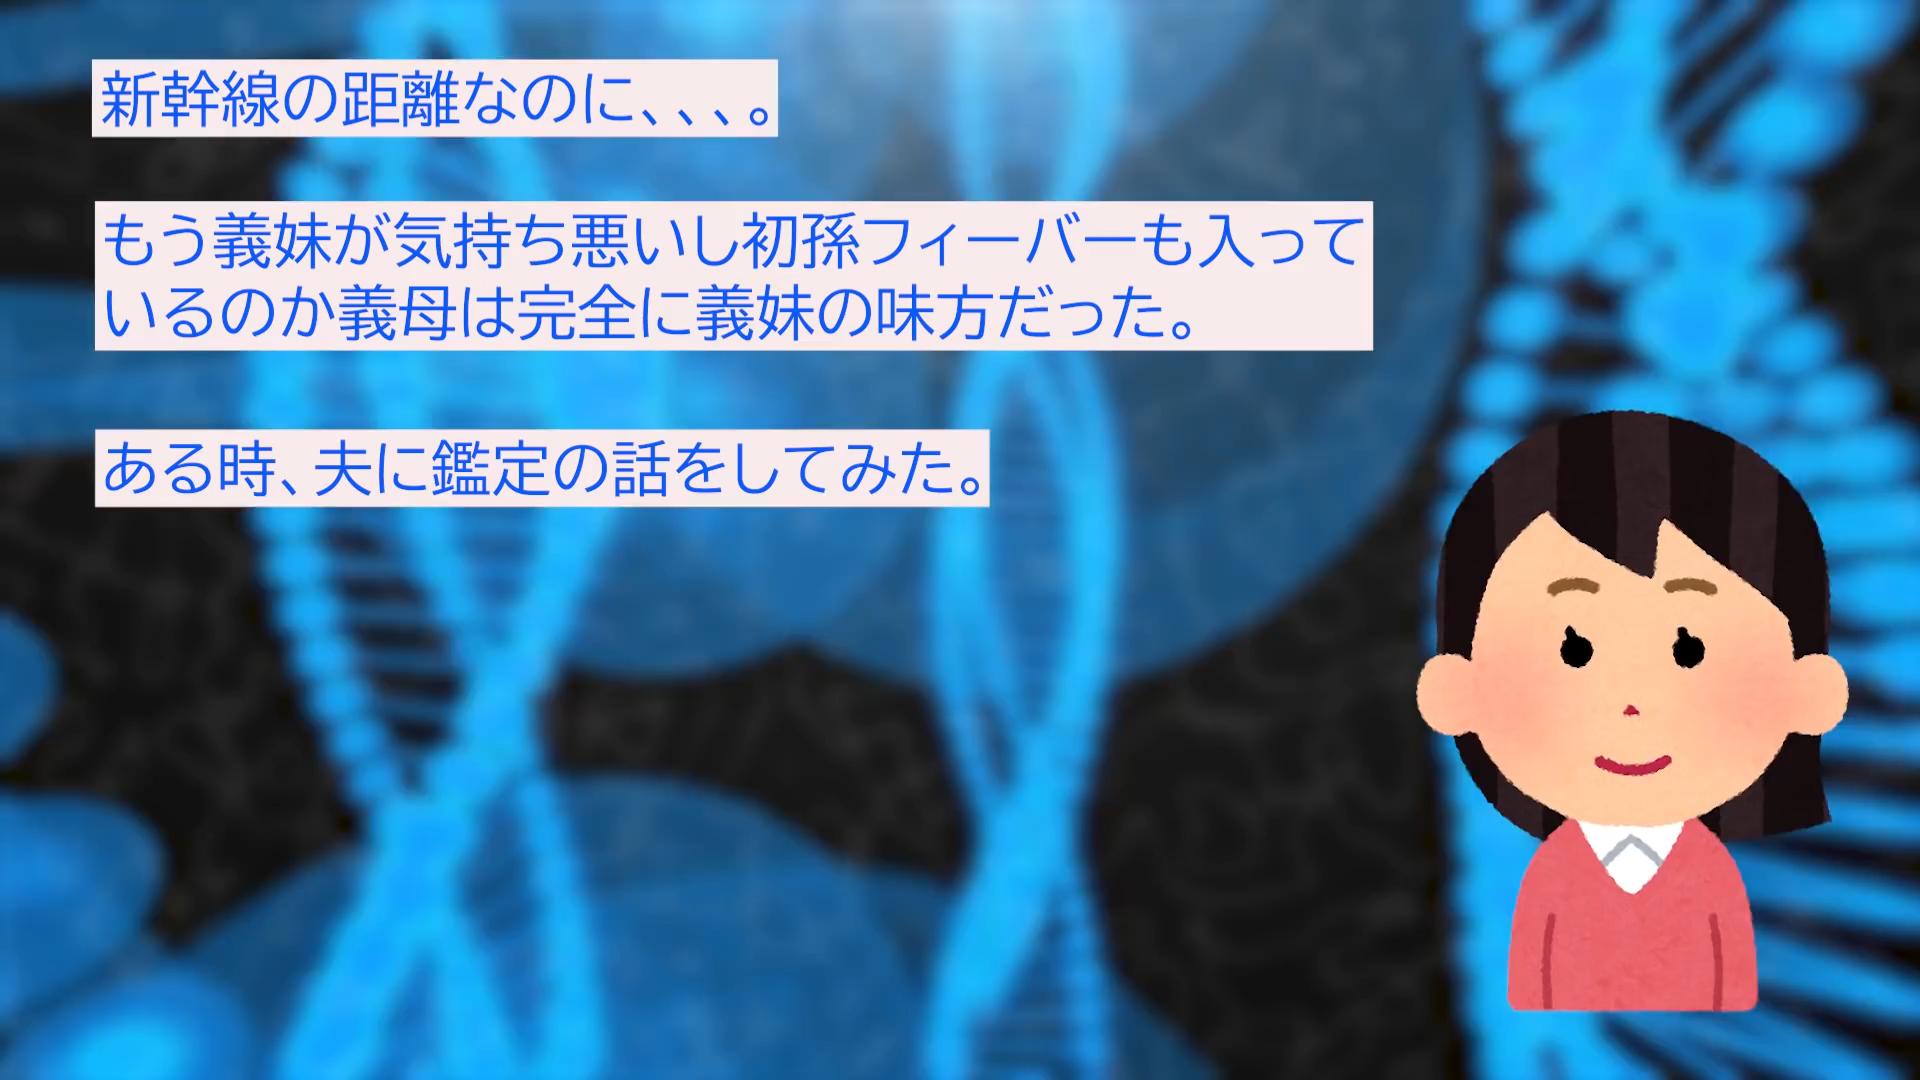 新幹線の距離なのに、、、。
もう義妹が気持ち悪いし初孫フィーバーも入って
いるのか義母は完全に義妹の味方だった。
ある時、夫に鑑定の話をしてみた。